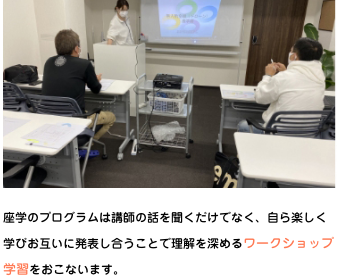 座学のプログラムは講師の話を聞くだけでなく、自ら楽しく
学びお互いに発表し合うことで理解を深めるワークショップ
学習をおこないます。